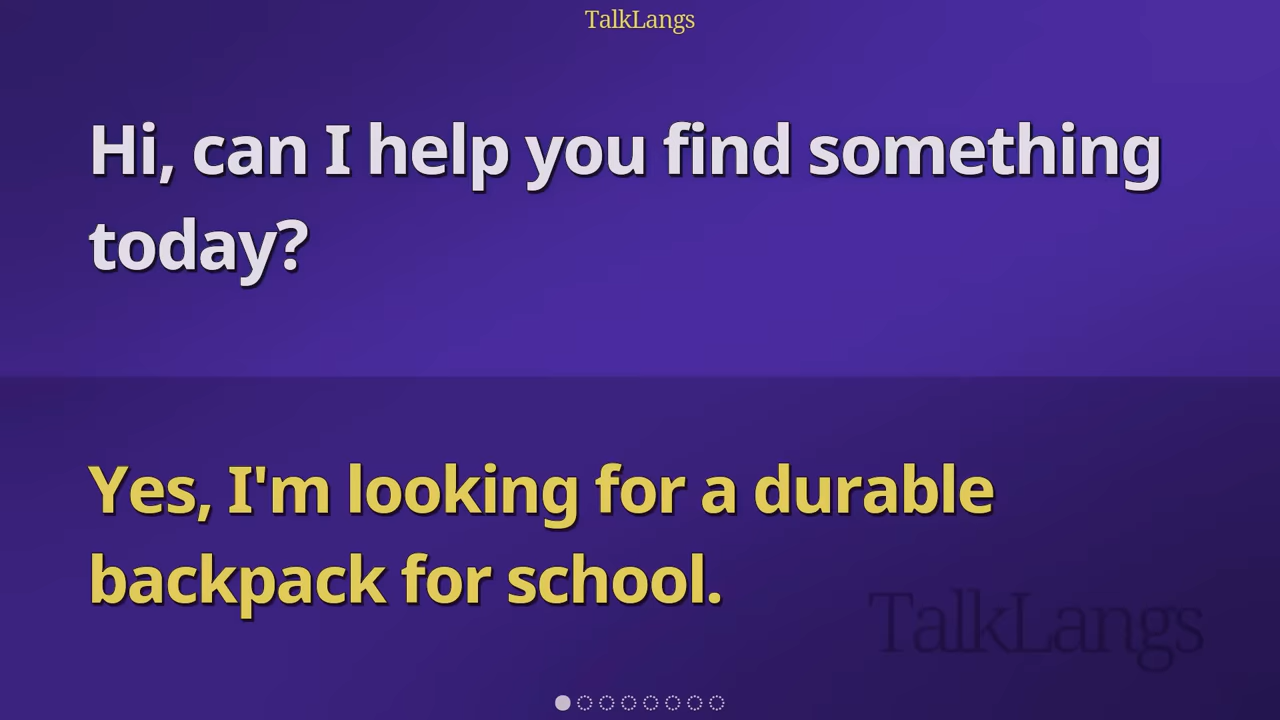 TalkLangs
Hi, can I help you find something
today?
Yes, I'm looking for a durable
backpack for school.
TalkLangs